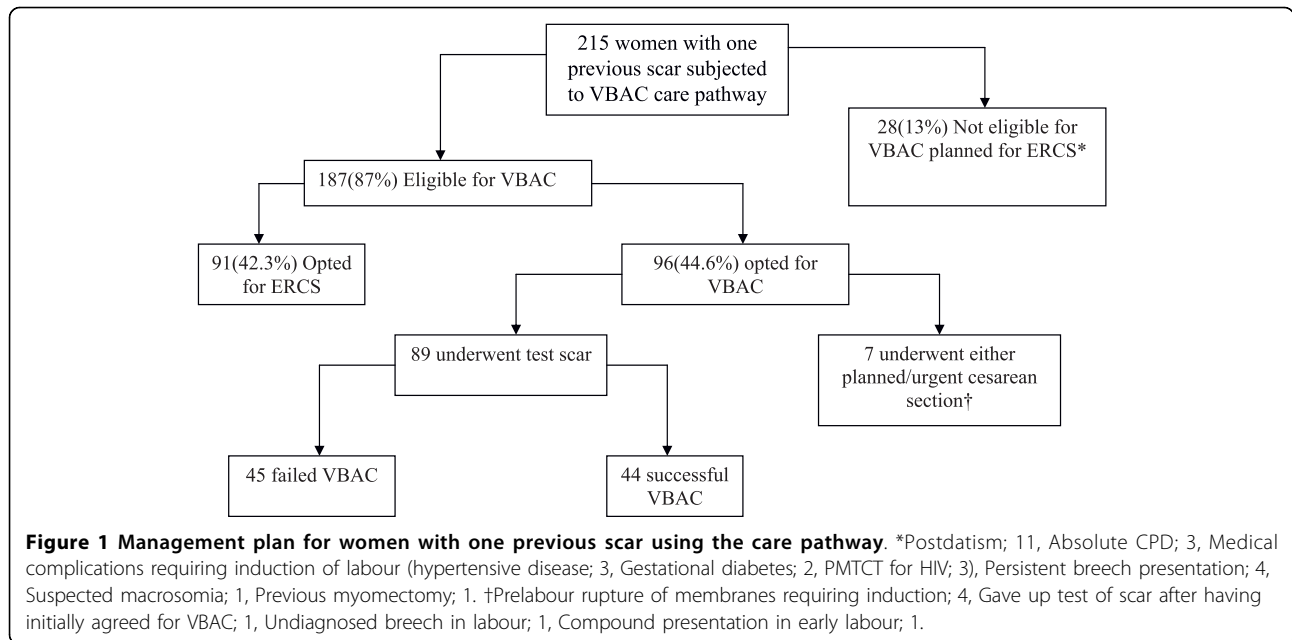 215 women with one
previous scar subjected
to VBAC care pathway
28(13%) Not eligible for
VBAC planned for ERCS*
187(87%) Eligible for VBAC
91(42.3%) Opted
for ERCS
96(44.6%) opted for
VBAC
89 underwent test scar
7 underwent either
planned/urgent cesarean
section†
45 failed VBAC
44 successful
VBAC
Figure 1 Management plan for women with one previous scar using the care pathway. *Postdatism; 11, Absolute CPD; 3, Medical
complications requiring induction of labour (hypertensive disease; 3, Gestational diabetes; 2, PMTCT for HIV; 3), Persistent breech presentation; 4,
Suspected macrosomia; 1, Previous myomectomy; 1. †Prelabour rupture of membranes requiring induction; 4, Gave up test of scar after having
initially agreed for VBAC; 1, Undiagnosed breech in labour; 1, Compound presentation in early labour; 1.